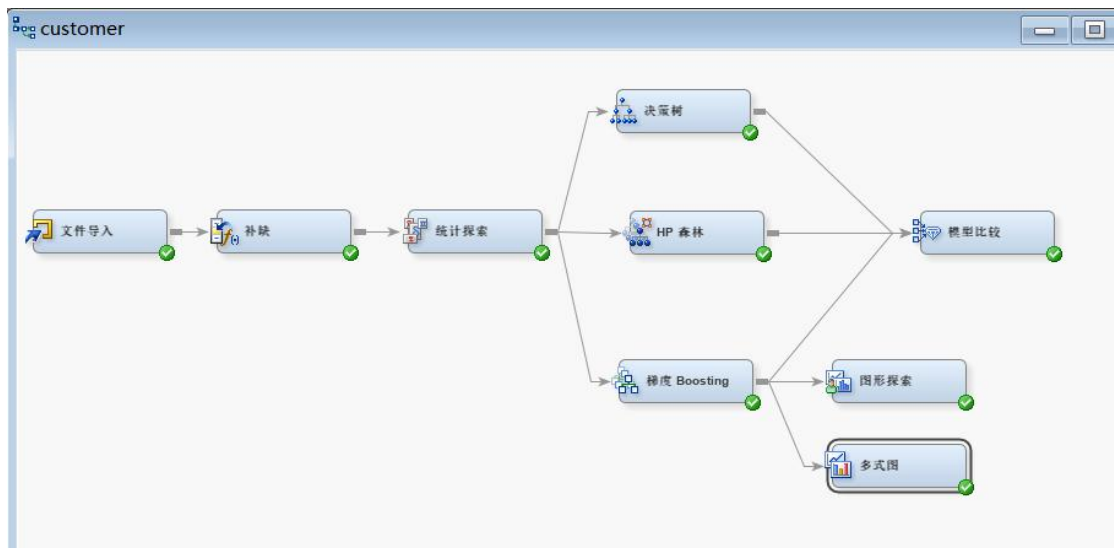 customer
决策树
文件导入
补缺
统计探索
HP 森林
模型比较
梯度 Boosting
图形探索
多式图